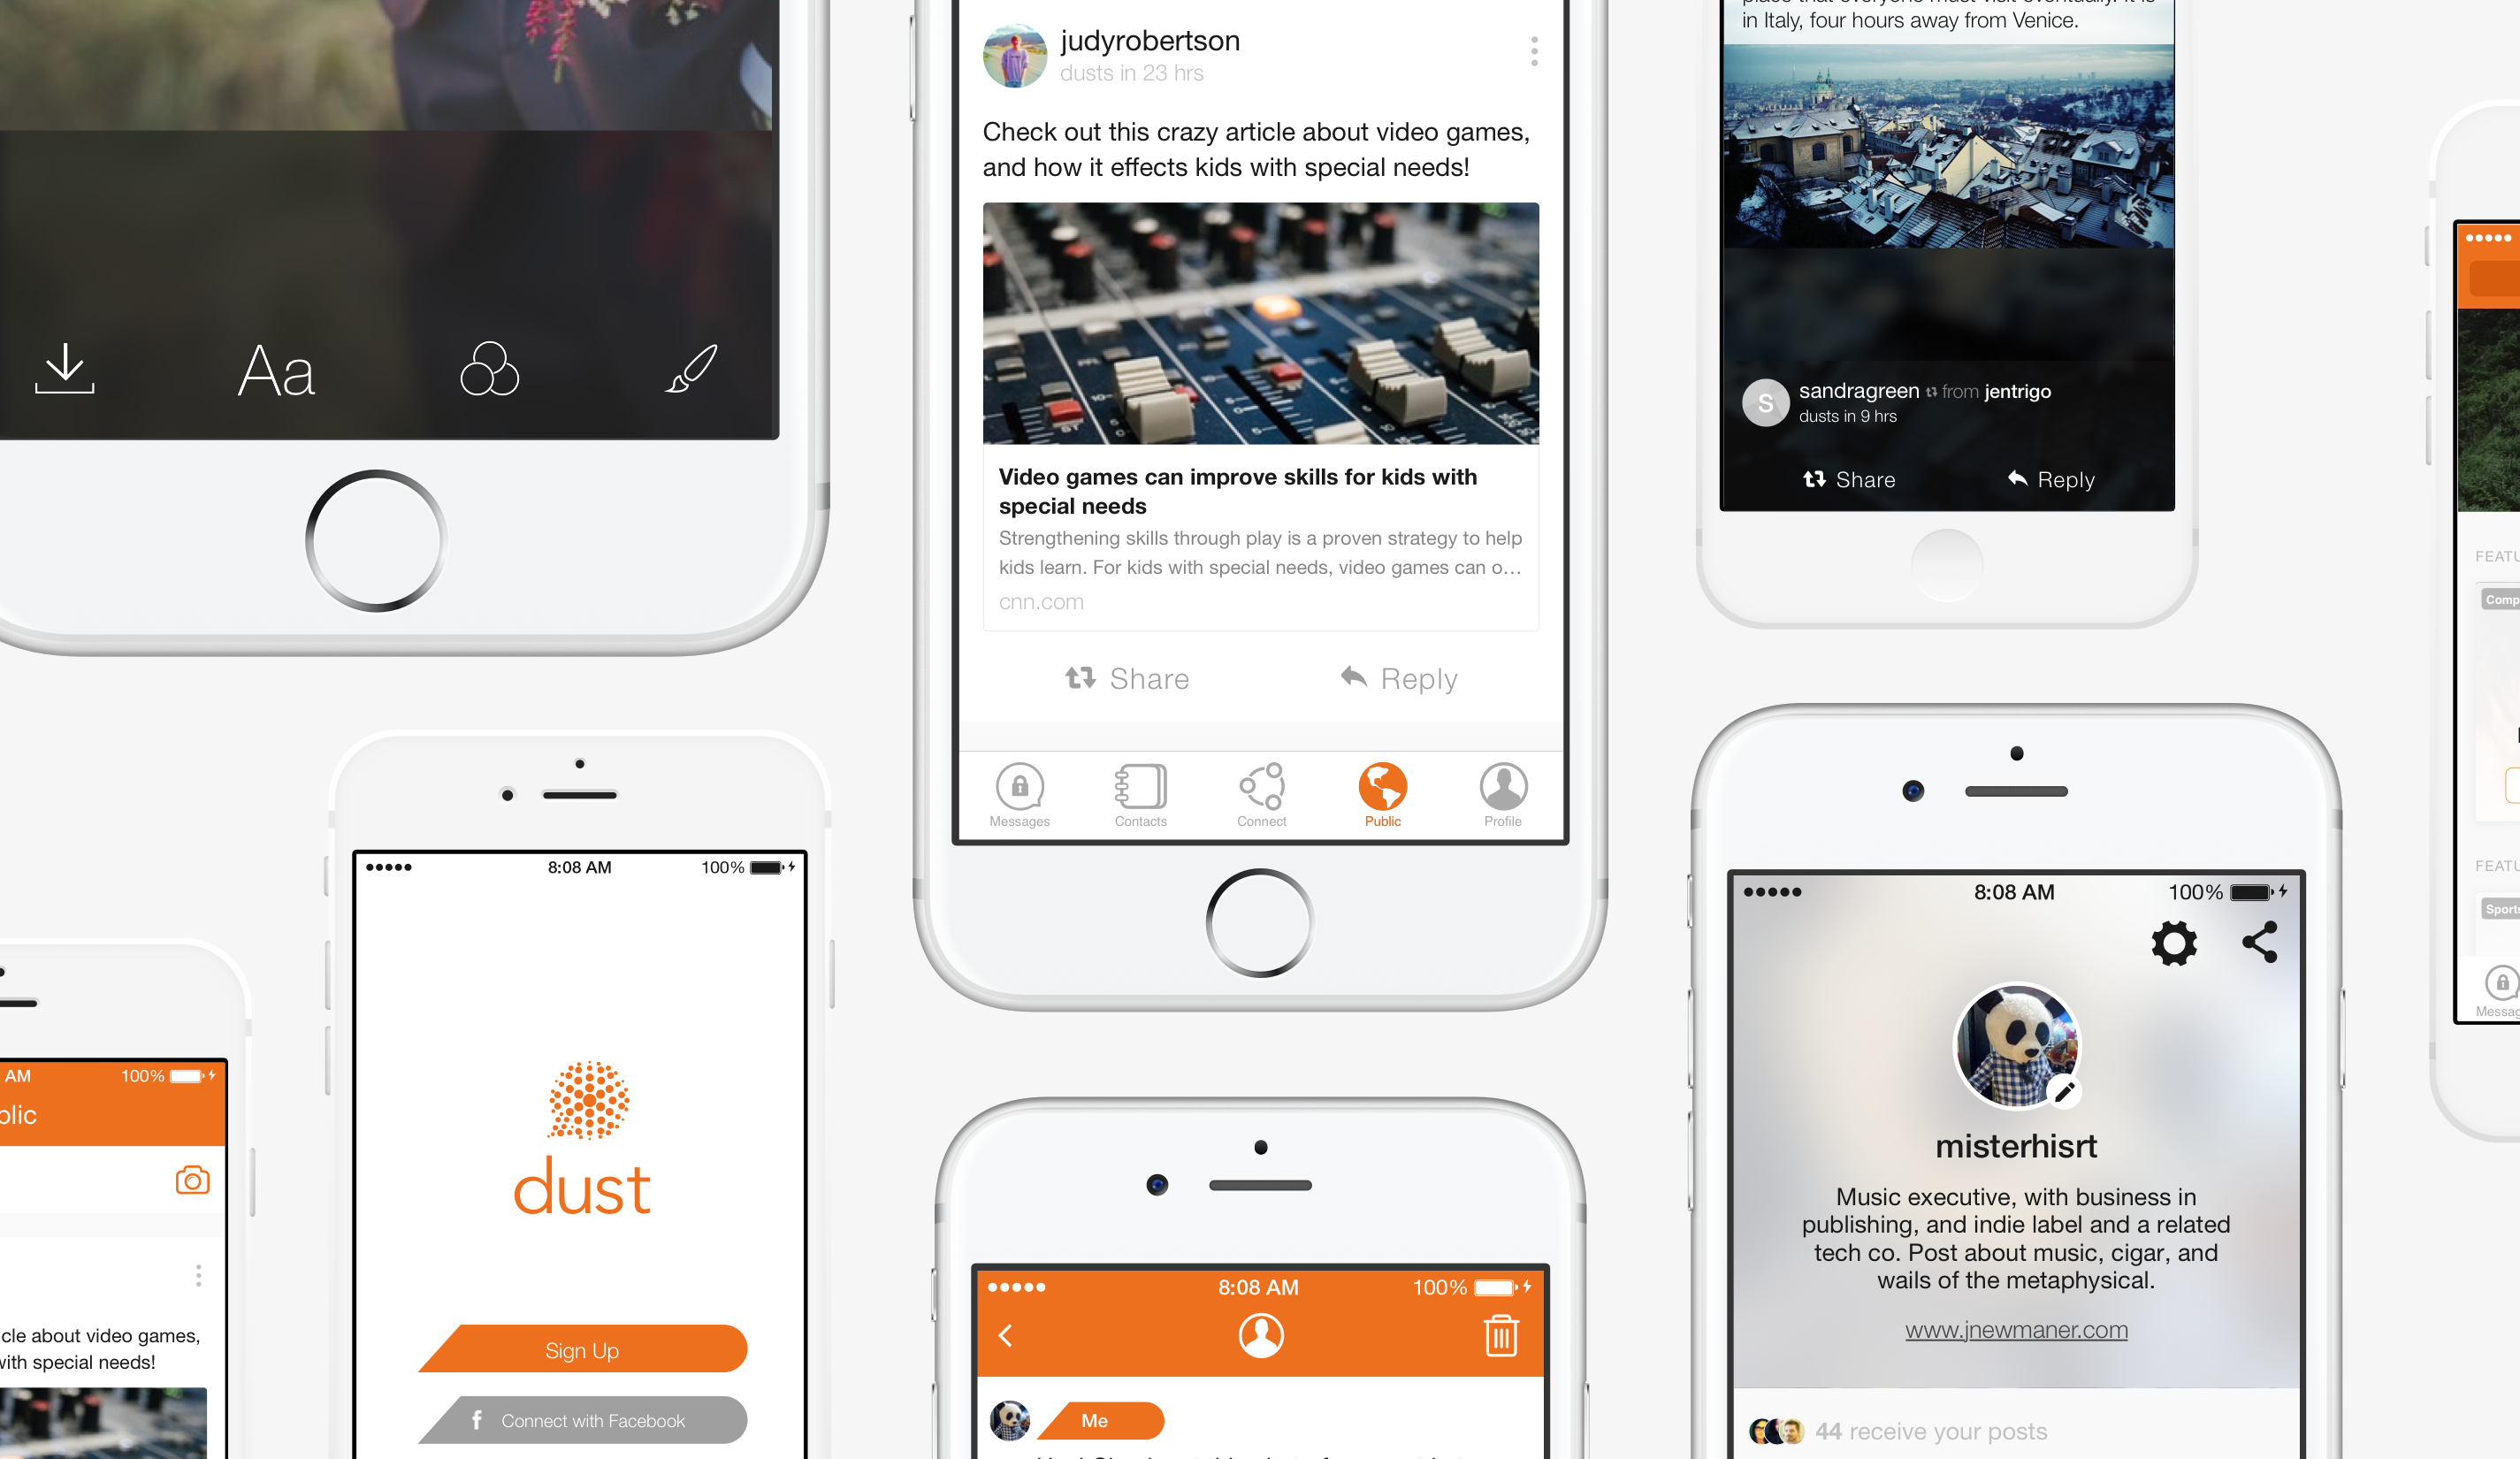 Aa
judyrobertson
dusts in 23 hrs
Check out this crazy article about video games,
and how it effects kids with special needs!
Video games can improve skills for kids with
special needs
Strengthening skills through play is a proven strategy to help
kids learn. For kids with special needs, video games can o...
cnn.com
Share
Reply
Messages
Contacts
Connect
Public
Profile
in Italy, four hours away from Venice.
S
sandragreen from jentrigo
dusts in 9 hrs
Share
Reply
FEATU
Comp
FEATU
Sports
Messag
AM 100%
blic
cle about video games,
with special needs!
8:08 AM 100%
dust
Sign Up
f Connect with Facebook
8:08 AM 100%
Me
8:08 AM 100%
misterhisrt
Music executive, with business in
publishing, and indie label and a related
tech co. Post about music, cigar, and
wails of the metaphysical.
www.jnewmaner.com
44 receive your posts